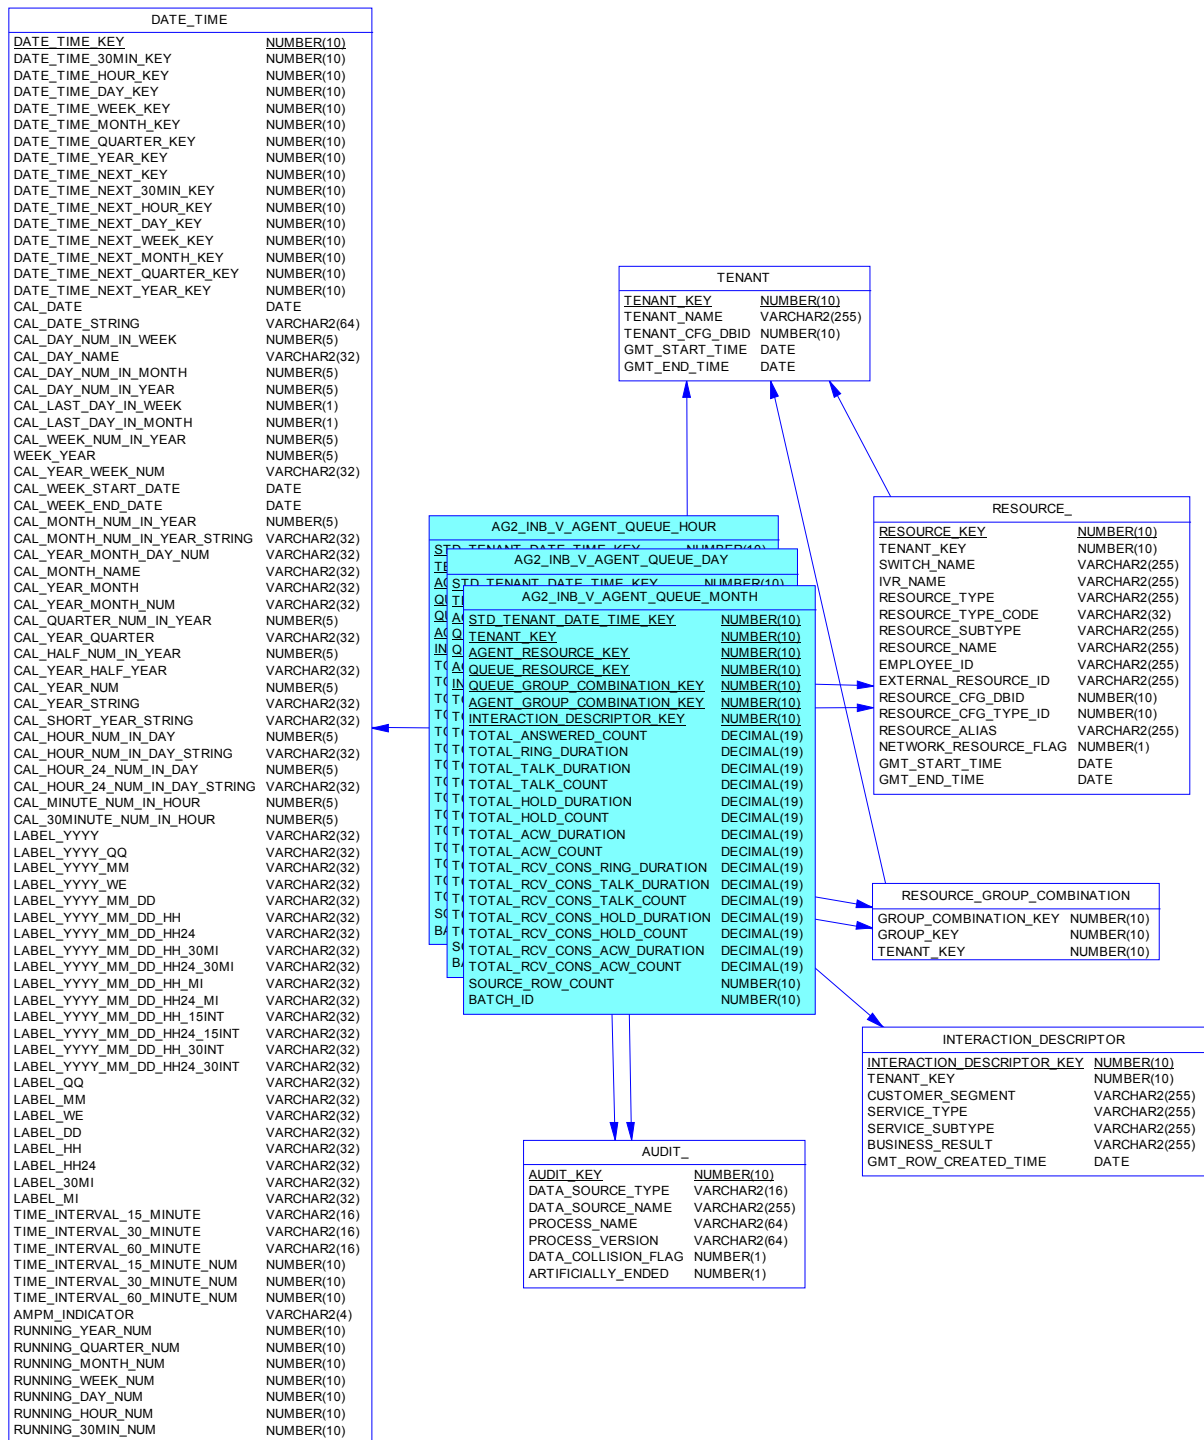 DATE_TIME
DATE_TIME_KEY NUMBER(10)
DATE_TIME_30MIN_KEY NUMBER(10)
DATE_TIME_HOUR_KEY NUMBER(10)
DATE_TIME_DAY_KEY NUMBER(10)
DATE_TIME_WEEK_KEY NUMBER(10)
DATE_TIME_MONTH_KEY NUMBER(10)
DATE_TIME_QUARTER_KEY NUMBER(10)
DATE_TIME_YEAR_KEY NUMBER(10)
DATE_TIME_NEXT_KEY NUMBER(10)
DATE_TIME_NEXT_30MIN_KEY NUMBER(10)
DATE_TIME_NEXT_HOUR_KEY NUMBER(10)
DATE_TIME_NEXT_DAY_KEY NUMBER(10)
DATE_TIME_NEXT_WEEK_KEY NUMBER(10)
DATE_TIME_NEXT_MONTH_KEY NUMBER(10)
DATE_TIME_NEXT_QUARTER_KEY NUMBER(10)
DATE_TIME_NEXT_YEAR_KEY NUMBER(10)
CAL_DATE DATE
CAL_DATE_STRING VARCHAR2(64)
CAL_DAY_NUM_IN_WEEK NUMBER(5)
CAL_DAY_NAME VARCHAR2(32)
CAL_DAY_NUM_IN_MONTH NUMBER(5)
CAL_DAY_NUM_IN_YEAR NUMBER(5)
CAL_LAST_DAY_IN_WEEK NUMBER(1)
CAL_LAST_DAY_IN_MONTH NUMBER(1)
CAL_WEEK_NUM_IN_YEAR NUMBER(5)
WEEK_YEAR NUMBER(5)
CAL_YEAR_WEEK_NUM VARCHAR2(32)
CAL_WEEK_START_DATE DATE
CAL_WEEK_END_DATE DATE
CAL_MONTH_NUM_IN_YEAR NUMBER(5)
CAL_MONTH_NUM_IN_YEAR_STRING VARCHAR2(32)
CAL_YEAR_MONTH_DAY_NUM VARCHAR2(32)
CAL_MONTH_NAME VARCHAR2(32)
CAL_YEAR_MONTH VARCHAR2(32)
CAL_YEAR_MONTH_NUM VARCHAR2(32)
CAL_QUARTER_NUM_IN_YEAR NUMBER(5)
CAL_YEAR_QUARTER VARCHAR2(32)
CAL_HALF_NUM_IN_YEAR NUMBER(5)
CAL_YEAR_HALF_YEAR VARCHAR2(32)
CAL_YEAR_NUM NUMBER(5)
CAL_YEAR_STRING VARCHAR2(32)
CAL_SHORT_YEAR_STRING VARCHAR2(32)
CAL_HOUR_NUM_IN_DAY NUMBER(5)
CAL_HOUR_NUM_IN_DAY_STRING VARCHAR2(32)
CAL_HOUR_24_NUM_IN_DAY NUMBER(5)
CAL_HOUR_24_NUM_IN_DAY_STRING VARCHAR2(32)
CAL_MINUTE_NUM_IN_HOUR NUMBER(5)
CAL_30MINUTE_NUM_IN_HOUR NUMBER(5)
LABEL_YYYY VARCHAR2(32)
LABEL_YYYY_QQ VARCHAR2(32)
LABEL_YYYY_MM VARCHAR2(32)
LABEL_YYYY_WE VARCHAR2(32)
LABEL_YYYY_MM_DD VARCHAR2(32)
LABEL_YYYY_MM_DD_HH VARCHAR2(32)
LABEL_YYYY_MM_DD_HH24 VARCHAR2(32)
LABEL_YYYY_MM_DD_HH_30MI VARCHAR2(32)
LABEL_YYYY_MM_DD_HH24_30MI VARCHAR2(32)
LABEL_YYYY_MM_DD_HH_MI VARCHAR2(32)
LABEL_YYYY_MM_DD_HH24_MI VARCHAR2(32)
LABEL_YYYY_MM_DD_HH_15INT VARCHAR2(32)
LABEL_YYYY_MM_DD_HH24_15INT VARCHAR2(32)
LABEL_YYYY_MM_DD_HH_30INT VARCHAR2(32)
LABEL_YYYY_MM_DD_HH24_30INT VARCHAR2(32)
LABEL_QQ VARCHAR2(32)
LABEL_MM VARCHAR2(32)
LABEL_WE VARCHAR2(32)
LABEL_DD VARCHAR2(32)
LABEL_HH VARCHAR2(32)
LABEL_HH24 VARCHAR2(32)
LABEL_30MI VARCHAR2(32)
LABEL_MI VARCHAR2(32)
TIME_INTERVAL_15_MINUTE VARCHAR2(16)
TIME_INTERVAL_30_MINUTE VARCHAR2(16)
TIME_INTERVAL_60_MINUTE VARCHAR2(16)
TIME_INTERVAL_15_MINUTE_NUM NUMBER(10)
TIME_INTERVAL_30_MINUTE_NUM NUMBER(10)
TIME_INTERVAL_60_MINUTE_NUM NUMBER(10)
AMPM_INDICATOR VARCHAR2(4)
RUNNING_YEAR_NUM NUMBER(10)
RUNNING_QUARTER_NUM NUMBER(10)
RUNNING_MONTH_NUM NUMBER(10)
RUNNING_WEEK_NUM NUMBER(10)
RUNNING_DAY_NUM NUMBER(10)
RUNNING_HOUR_NUM NUMBER(10)
RUNNING_30MIN_NUM NUMBER(10)
TENANT
TENANT_KEY NUMBER(10)
TENANT_NAME VARCHAR2(255)
TENANT_CFG_DBID NUMBER(10)
GMT_START_TIME DATE
GMT_END_TIME DATE
AG2_INB_V_AGENT_QUEUE_HOUR
STD_TENANT_DATE_TIME_KEY NUMBER(10)
AG2_INB_V_AGENT_QUEUE_DAY
STD_TENANT_DATE_TIME_KEY NUMBER(10)
AG2_INB_V_AGENT_QUEUE_MONTH
STD_TENANT_DATE_TIME_KEY NUMBER(10)
TENANT_KEY NUMBER(10)
AGENT_RESOURCE_KEY NUMBER(10)
QUEUE_RESOURCE_KEY NUMBER(10)
QUEUE_GROUP_COMBINATION_KEY NUMBER(10)
AGENT_GROUP_COMBINATION_KEY NUMBER(10)
INTERACTION_DESCRIPTOR_KEY NUMBER(10)
TOTAL_ANSWERED_COUNT DECIMAL(19)
TOTAL_RING_DURATION DECIMAL(19)
TOTAL_TALK_DURATION DECIMAL(19)
TOTAL_TALK_COUNT DECIMAL(19)
TOTAL_HOLD_DURATION DECIMAL(19)
TOTAL_HOLD_COUNT DECIMAL(19)
TOTAL_ACW_DURATION DECIMAL(19)
TOTAL_ACW_COUNT DECIMAL(19)
TOTAL_RCV_CONS_RING_DURATION DECIMAL(19)
TOTAL_RCV_CONS_TALK_DURATION DECIMAL(19)
TOTAL_RCV_CONS_TALK_COUNT DECIMAL(19)
TOTAL_RCV_CONS_HOLD_DURATION DECIMAL(19)
TOTAL_RCV_CONS_HOLD_COUNT DECIMAL(19)
TOTAL_RCV_CONS_ACW_DURATION DECIMAL(19)
TOTAL_RCV_CONS_ACW_COUNT DECIMAL(19)
SOURCE_ROW_COUNT NUMBER(10)
BATCH_ID NUMBER(10)
RESOURCE_
RESOURCE_KEY NUMBER(10)
TENANT_KEY NUMBER(10)
SWITCH_NAME VARCHAR2(255)
IVR_NAME VARCHAR2(255)
RESOURCE_TYPE VARCHAR2(255)
RESOURCE_TYPE_CODE VARCHAR2(32)
RESOURCE_SUBTYPE VARCHAR2(255)
RESOURCE_NAME VARCHAR2(255)
EMPLOYEE_ID VARCHAR2(255)
EXTERNAL_RESOURCE_ID VARCHAR2(255)
RESOURCE_CFG_DBID NUMBER(10)
RESOURCE_CFG_TYPE_ID NUMBER(10)
RESOURCE_ALIAS VARCHAR2(255)
NETWORK_RESOURCE_FLAG NUMBER(1)
GMT_START_TIME DATE
GMT_END_TIME DATE
RESOURCE_GROUP_COMBINATION
GROUP_COMBINATION_KEY NUMBER(10)
GROUP_KEY NUMBER(10)
TENANT_KEY NUMBER(10)
INTERACTION_DESCRIPTOR
INTERACTION_DESCRIPTOR_KEY NUMBER(10)
TENANT_KEY NUMBER(10)
CUSTOMER_SEGMENT VARCHAR2(255)
SERVICE_TYPE VARCHAR2(255)
SERVICE_SUBTYPE VARCHAR2(255)
BUSINESS_RESULT VARCHAR2(255)
GMT_ROW_CREATED_TIME DATE
AUDIT_
AUDIT_KEY NUMBER(10)
DATA_SOURCE_TYPE VARCHAR2(16)
DATA_SOURCE_NAME VARCHAR2(255)
PROCESS_NAME VARCHAR2(64)
PROCESS_VERSION VARCHAR2(64)
DATA_COLLISION_FLAG NUMBER(1)
ARTIFICIALLY_ENDED NUMBER(1)